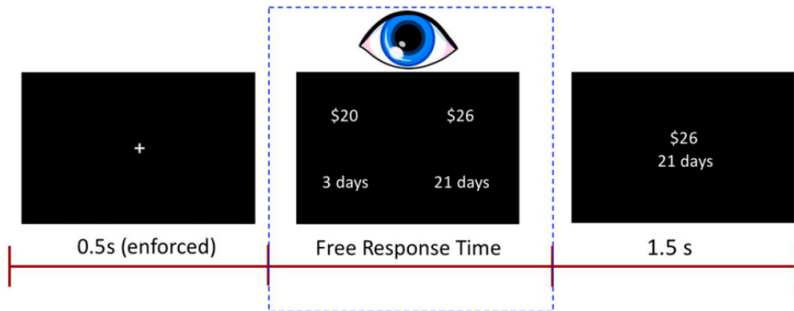 +
$20 $26
3 days 21 days
$26
21 days
0.5s (enforced) Free Response Time 1.5 s